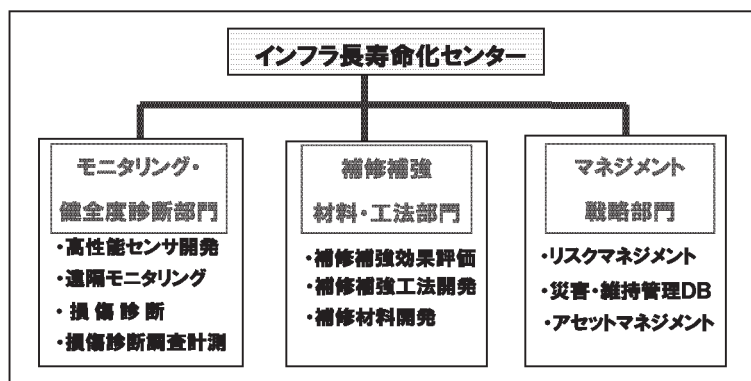 インフラ長寿命化センター
モニタリング・
健全度診断部門
・高性能センサ開発
・遠隔モニタリング
・損傷診断
・損傷診断調査計測
補修補強
材料・工法部門
・補修補強効果評価
・補修補強工法開発
・補修材料開発
マネジメント
戦略部門
・リスクマネジメント
・災害・維持管理DB
・アセットマネジメント